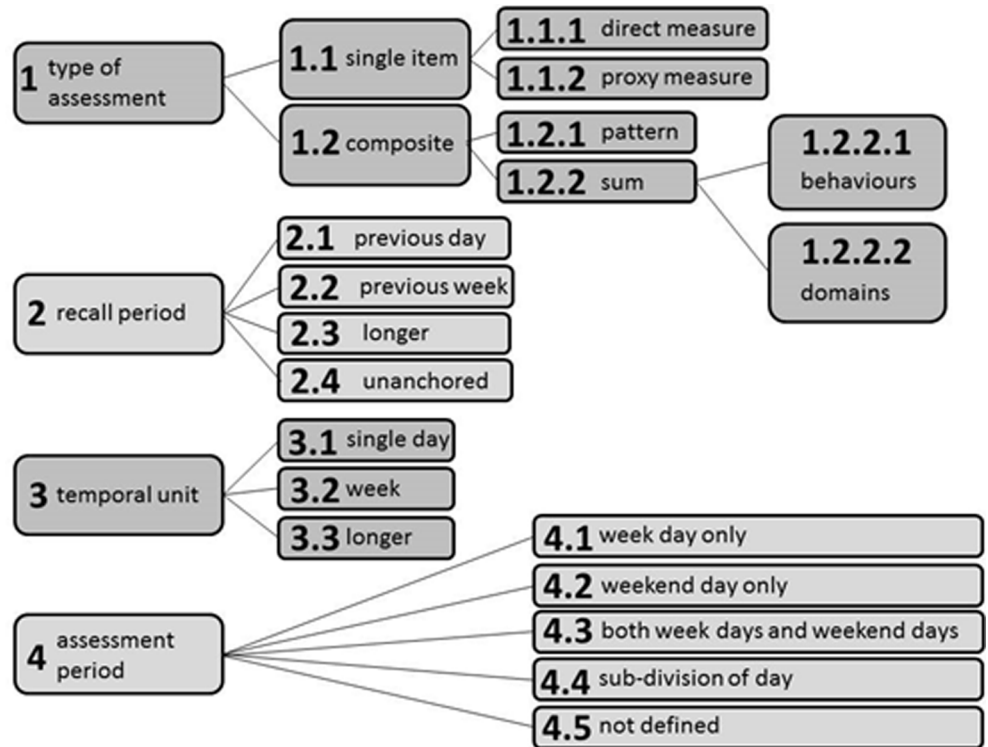 1 type of
assessment
1.1 single item
1.1.1 direct measure
1.1.2 proxy measure
1.2 composite
1.2.1 pattern
1.2.2 sum
1.2.2.1
behaviours
1.2.2.2
domains
2 recall period
2.1 previous day
2.2 previous week
2.3 longer
2.4 unanchored
3 temporal unit
3.1 single day
3.2 week
3.3 longer
4 assessment
period
4.1 week day only
4.2 weekend day only
4.3 both week days and weekend days
4.4 sub-division of day
4.5 not defined